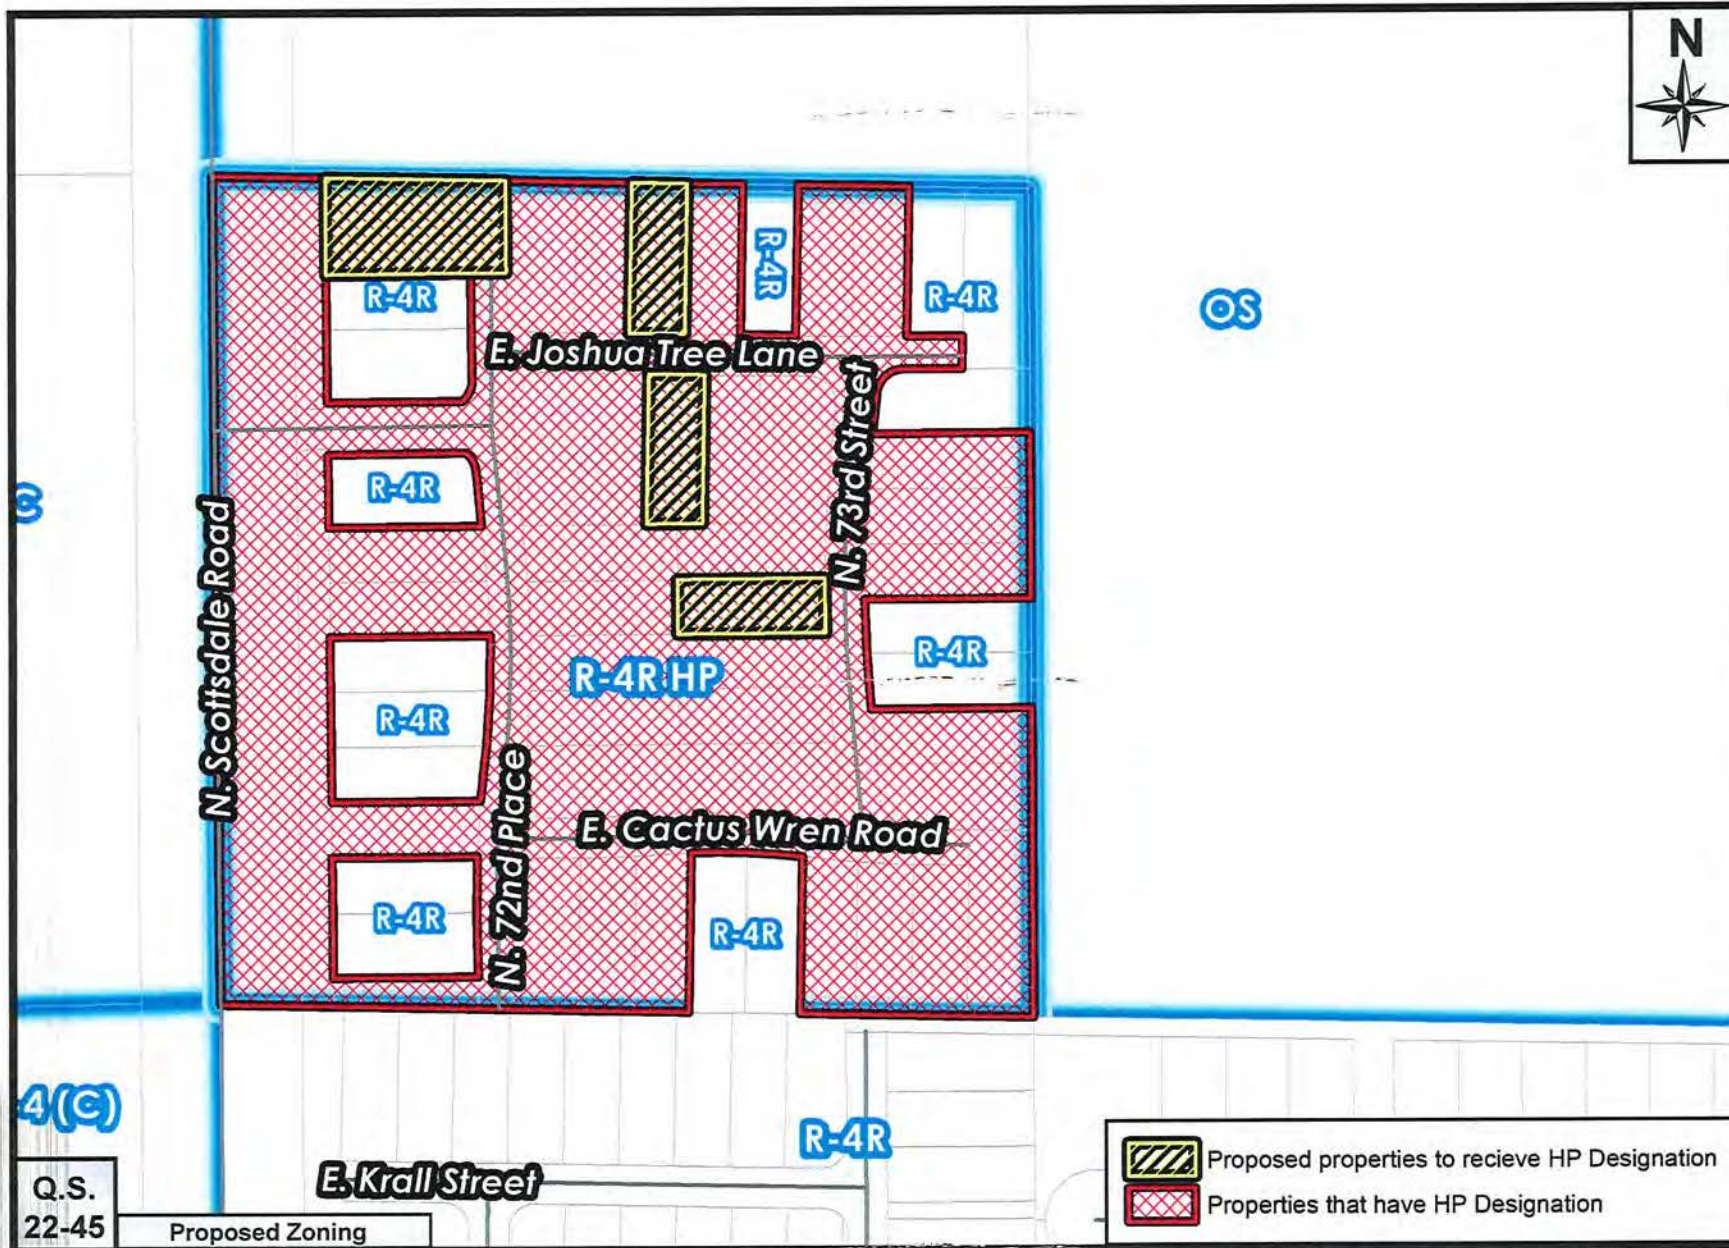 N
R-4R
R-4R
R-4R
OS
E. Joshua Tree Lane
N. 73rd Street
R-4R
C
N. Scottsdale Road
R-4R
R-4R HP
R-4R
N. 72nd Place
E. Cactus Wren Road
R-4R
R-4R
4(C)
R-4R
E. Krall Street
Proposed properties to recieve HP Designation
Properties that have HP Designation
Q.S.
22-45
Proposed Zoning